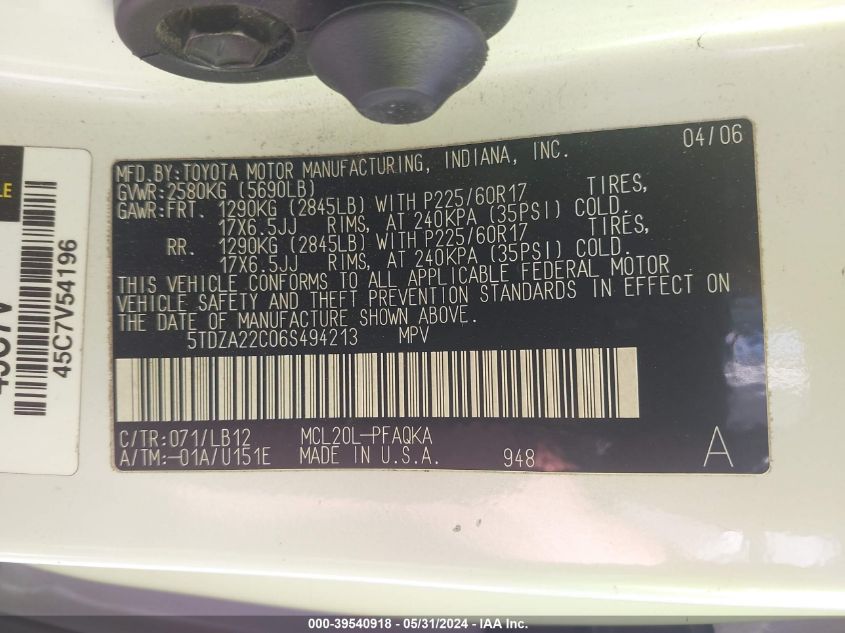 04/06
MFD.BY:TOYOTA MOTOR MANUFACTURING, INDIANA, INC.
GVWR:2580KG (5690LB)
GAWR:FRT. 1290KG (2845LB) WITH P225/60R17 TIRES,
17X6.5JJ RIMS, AT 240KPA (35PSI) COLD.
RR. 1290KG (2845LB) WITH P225/60R17 TIRES,
17X6.5JJ RIMS, AT 240KPA (35PSI) COLD.
THIS VEHICLE CONFORMS TO ALL APPLICABLE FEDERAL MOTOR
VEHICLE SAFETY AND THEFT PREVENTION STANDARDS IN EFFECT ON
THE DATE OF MANUFACTURE SHOWN ABOVE.
5TDZA22C06S494213 MPV
C/TR:071/LB12 MCL20L-PFAQKA
A/TM:-01A/U151E MADE IN U.S.A. 948 A
45C7V54196
000-39540918 - 05/31/2024 - IAA Inc.